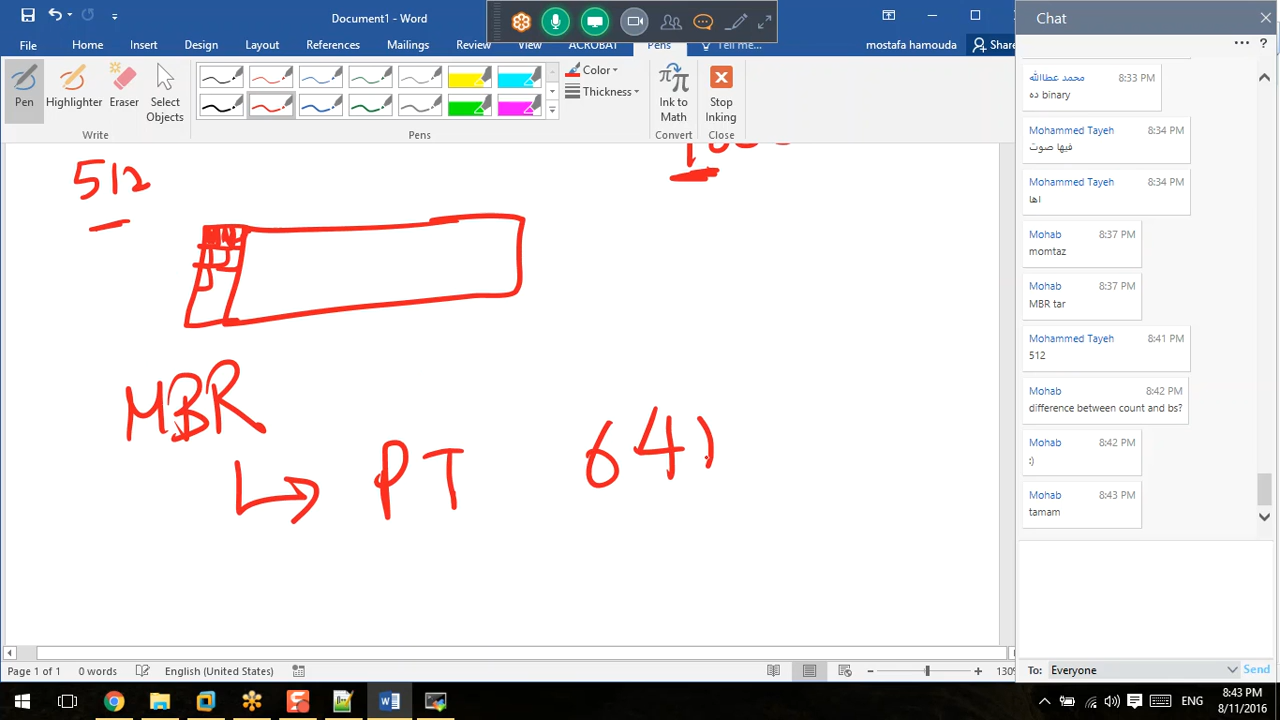 Document1 - Word
mostafa hamouda
Share
File
Home
Insert
Design
Layout
References
Mailings
Review
ACROBAT
Pens
Tell me...
Pen
Highlighter
Eraser
Select Objects
Write
Pens
Color
Thickness
Ink to Math
Convert
Stop Inking
Close
512
MBR
PT
64
Page 1 of 1
0 words
English (United States)
130%
Chat
محمد عطاالله 8:33 PM
ده binary
Mohammed Tayeh 8:34 PM
فيها صوت
Mohammed Tayeh 8:34 PM
اها
Mohab 8:37 PM
momtaz
Mohab 8:37 PM
MBR tar
Mohammed Tayeh 8:41 PM
512
Mohab 8:42 PM
difference between count and bs?
Mohab 8:42 PM
:)
Mohab 8:43 PM
tamam
To: Everyone
Send
ENG
8:43 PM
8/11/2016